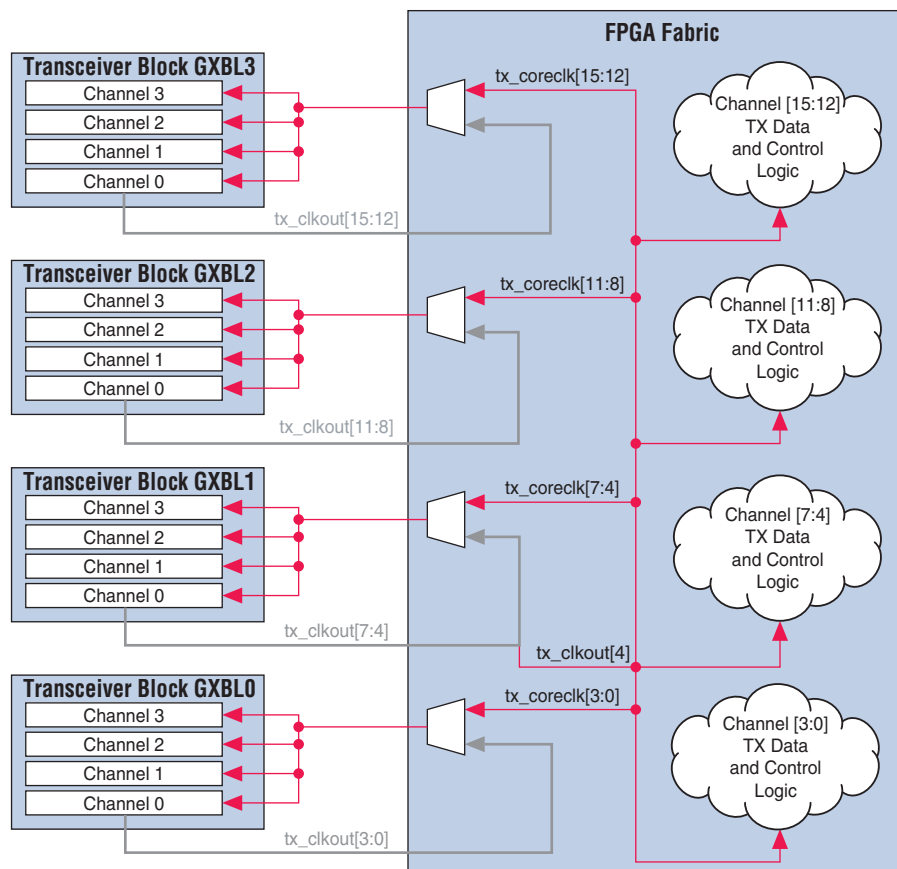 FPGA Fabric
Transceiver Block GXBL3
Channel 3
Channel 2
Channel 1
Channel 0
tx_clkout[15:12]
tx_coreclk[15:12]
Channel [15:12]
TX Data
and Control
Logic
Transceiver Block GXBL2
Channel 3
Channel 2
Channel 1
Channel 0
tx_clkout[11:8]
tx_coreclk[11:8]
Channel [11:8]
TX Data
and Control
Logic
Transceiver Block GXBL1
Channel 3
Channel 2
Channel 1
Channel 0
tx_clkout[7:4]
tx_coreclk[7:4]
tx_clkout[4]
Channel [7:4]
TX Data
and Control
Logic
Transceiver Block GXBL0
Channel 3
Channel 2
Channel 1
Channel 0
tx_clkout[3:0]
tx_coreclk[3:0]
Channel [3:0]
TX Data
and Control
Logic